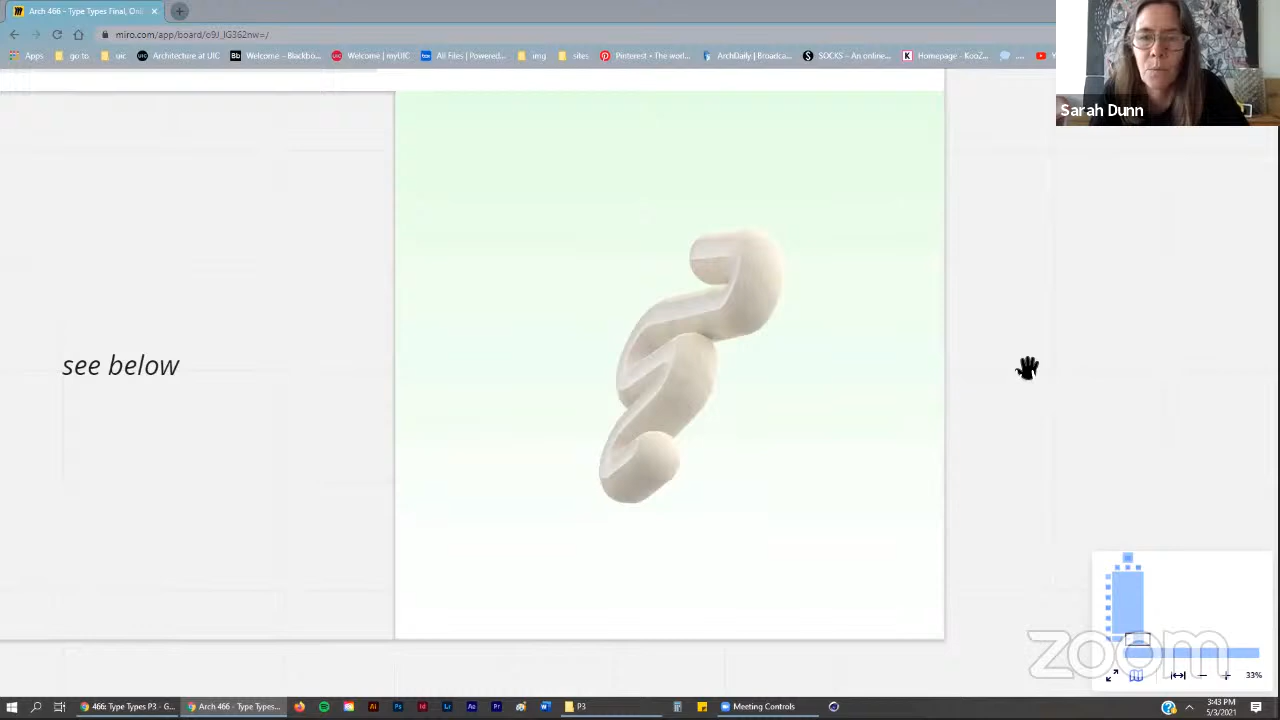 Arch 466 - Type Types Final, Onli
miro.com/app/board/o9J_lG362nw=/
Apps go to uic Architecture at UIC Welcome – Blackbo... Welcome | myUIC All Files | Powered... img sites Pinterest • The worl... ArchDaily | Broadca... SOCKS – An online... Homepage - KooZ... ....
Sarah Dunn
see below
zoom
33%
466: Type Types P3 - G... Arch 466 - Type Types... P3 Meeting Controls
3:43 PM
5/3/2021